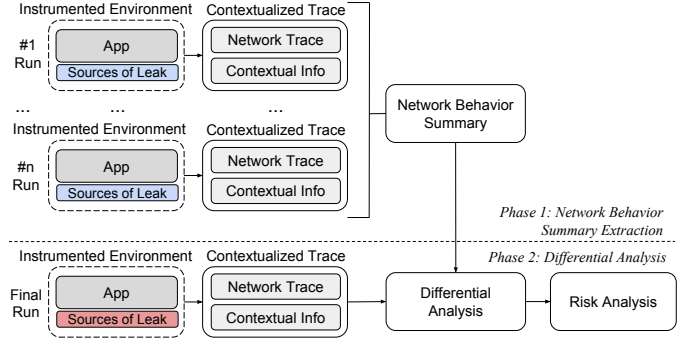 Instrumented Environment
Contextualized Trace
#1
Run
App
Sources of Leak
Network Trace
Contextual Info
...
...
...
Instrumented Environment
Contextualized Trace
#n
Run
App
Sources of Leak
Network Trace
Contextual Info
Network Behavior
Summary
Phase 1: Network Behavior
Summary Extraction
Phase 2: Differential Analysis
Instrumented Environment
Contextualized Trace
Final
Run
App
Sources of Leak
Network Trace
Contextual Info
Differential
Analysis
Risk Analysis